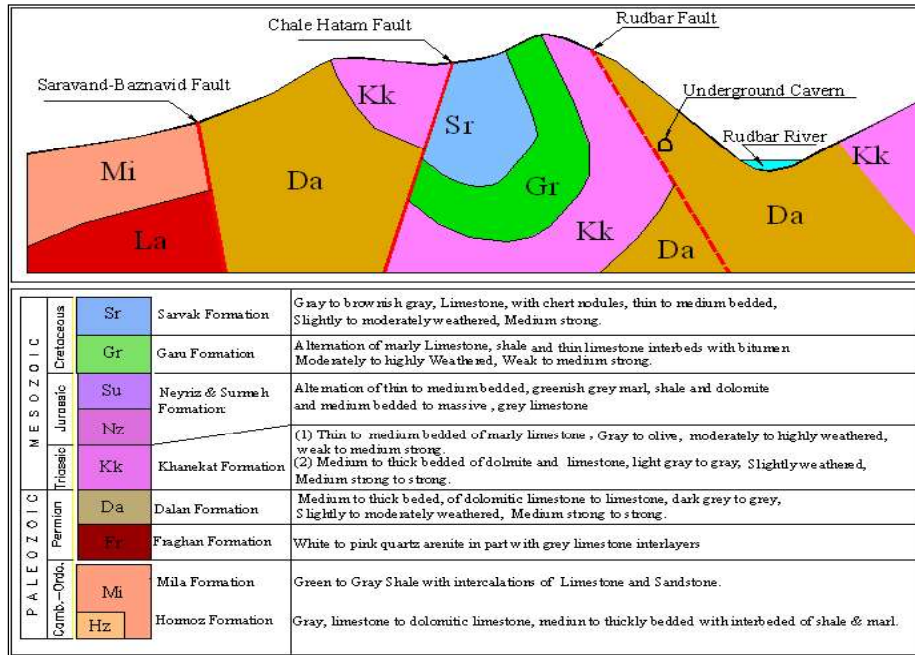 Chale Hatam Fault
Rudbar Fault
Saravand-Baznavid Fault
Underground Cavern
Rudbar River
Kk
Sr
Kk
Mi
Da
Gr
Kk
Da
La
Da
MESOZOIC
Cretaceous
Sr
Sarvak Formation
Gray to brownish gray, Limestone, with chert nodules, thin to medium bedded,
Slightly to moderately weathered, Medium strong.
Gr
Garu Formation
Alternation of marly Limestone, shale and thin limestone interbeds with bitumen
Moderately to highly Weathered, Weak to medium strong.
Jurassic
Su
Nz
Neyriz & Surmeh
Formation:
Alternation of thin to medium bedded, greenish grey marl, shale and dolomite
and medium bedded to massive , grey limestone
Triassic
Kk
Khanekat Formation
(1) Thin to medium bedded of marly limestone , Gray to olive, moderately to highly weathered,
weak to medium strong.
(2) Medium to thick bedded of dolmite and limestone, light gray to gray, Slightly weathered,
Medium strong to strong.
PALEOZOIC
Permian
Da
Dalan Formation
Medium to thick beded, of dolomitic limestone to limestone, dark grey to grey,
Slightly to moderately weathered, Medium strong to strong.
Fr
Fraghan Formation
White to pink quartz arenite in part with grey limestone interlayers
Camb.-Ordo.
Mi
Mila Formation
Green to Gray Shale with intercalations of Limestone and Sandstone.
Hz
Hormoz Formation
Gray, limestone to dolomitic limestone, mediun to thickly bedded with interbeded of shale & marl.